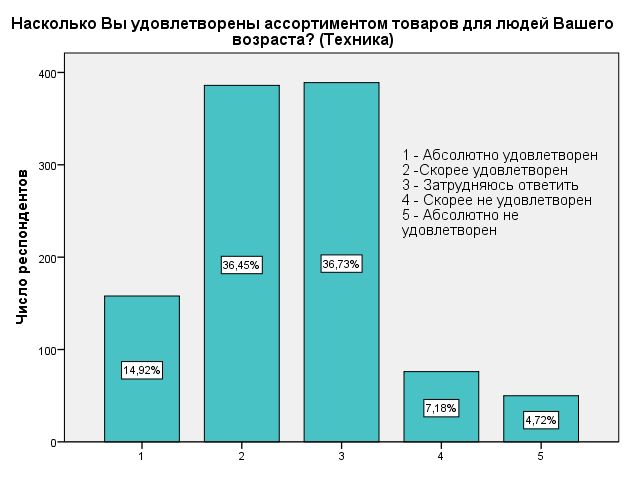 Насколько Вы удовлетворены ассортиментом товаров для людей Вашего
возраста? (Техника)
Число респондентов
400
300
200
100
0
1 - Абсолютно удовлетворен
2 -Скорее удовлетворен
3 - Затрудняюсь ответить
4 - Скорее не удовлетворен
5 - Абсолютно не
удовлетворен
14,92%
36,45%
36,73%
7,18%
4,72%
1
2
3
4
5